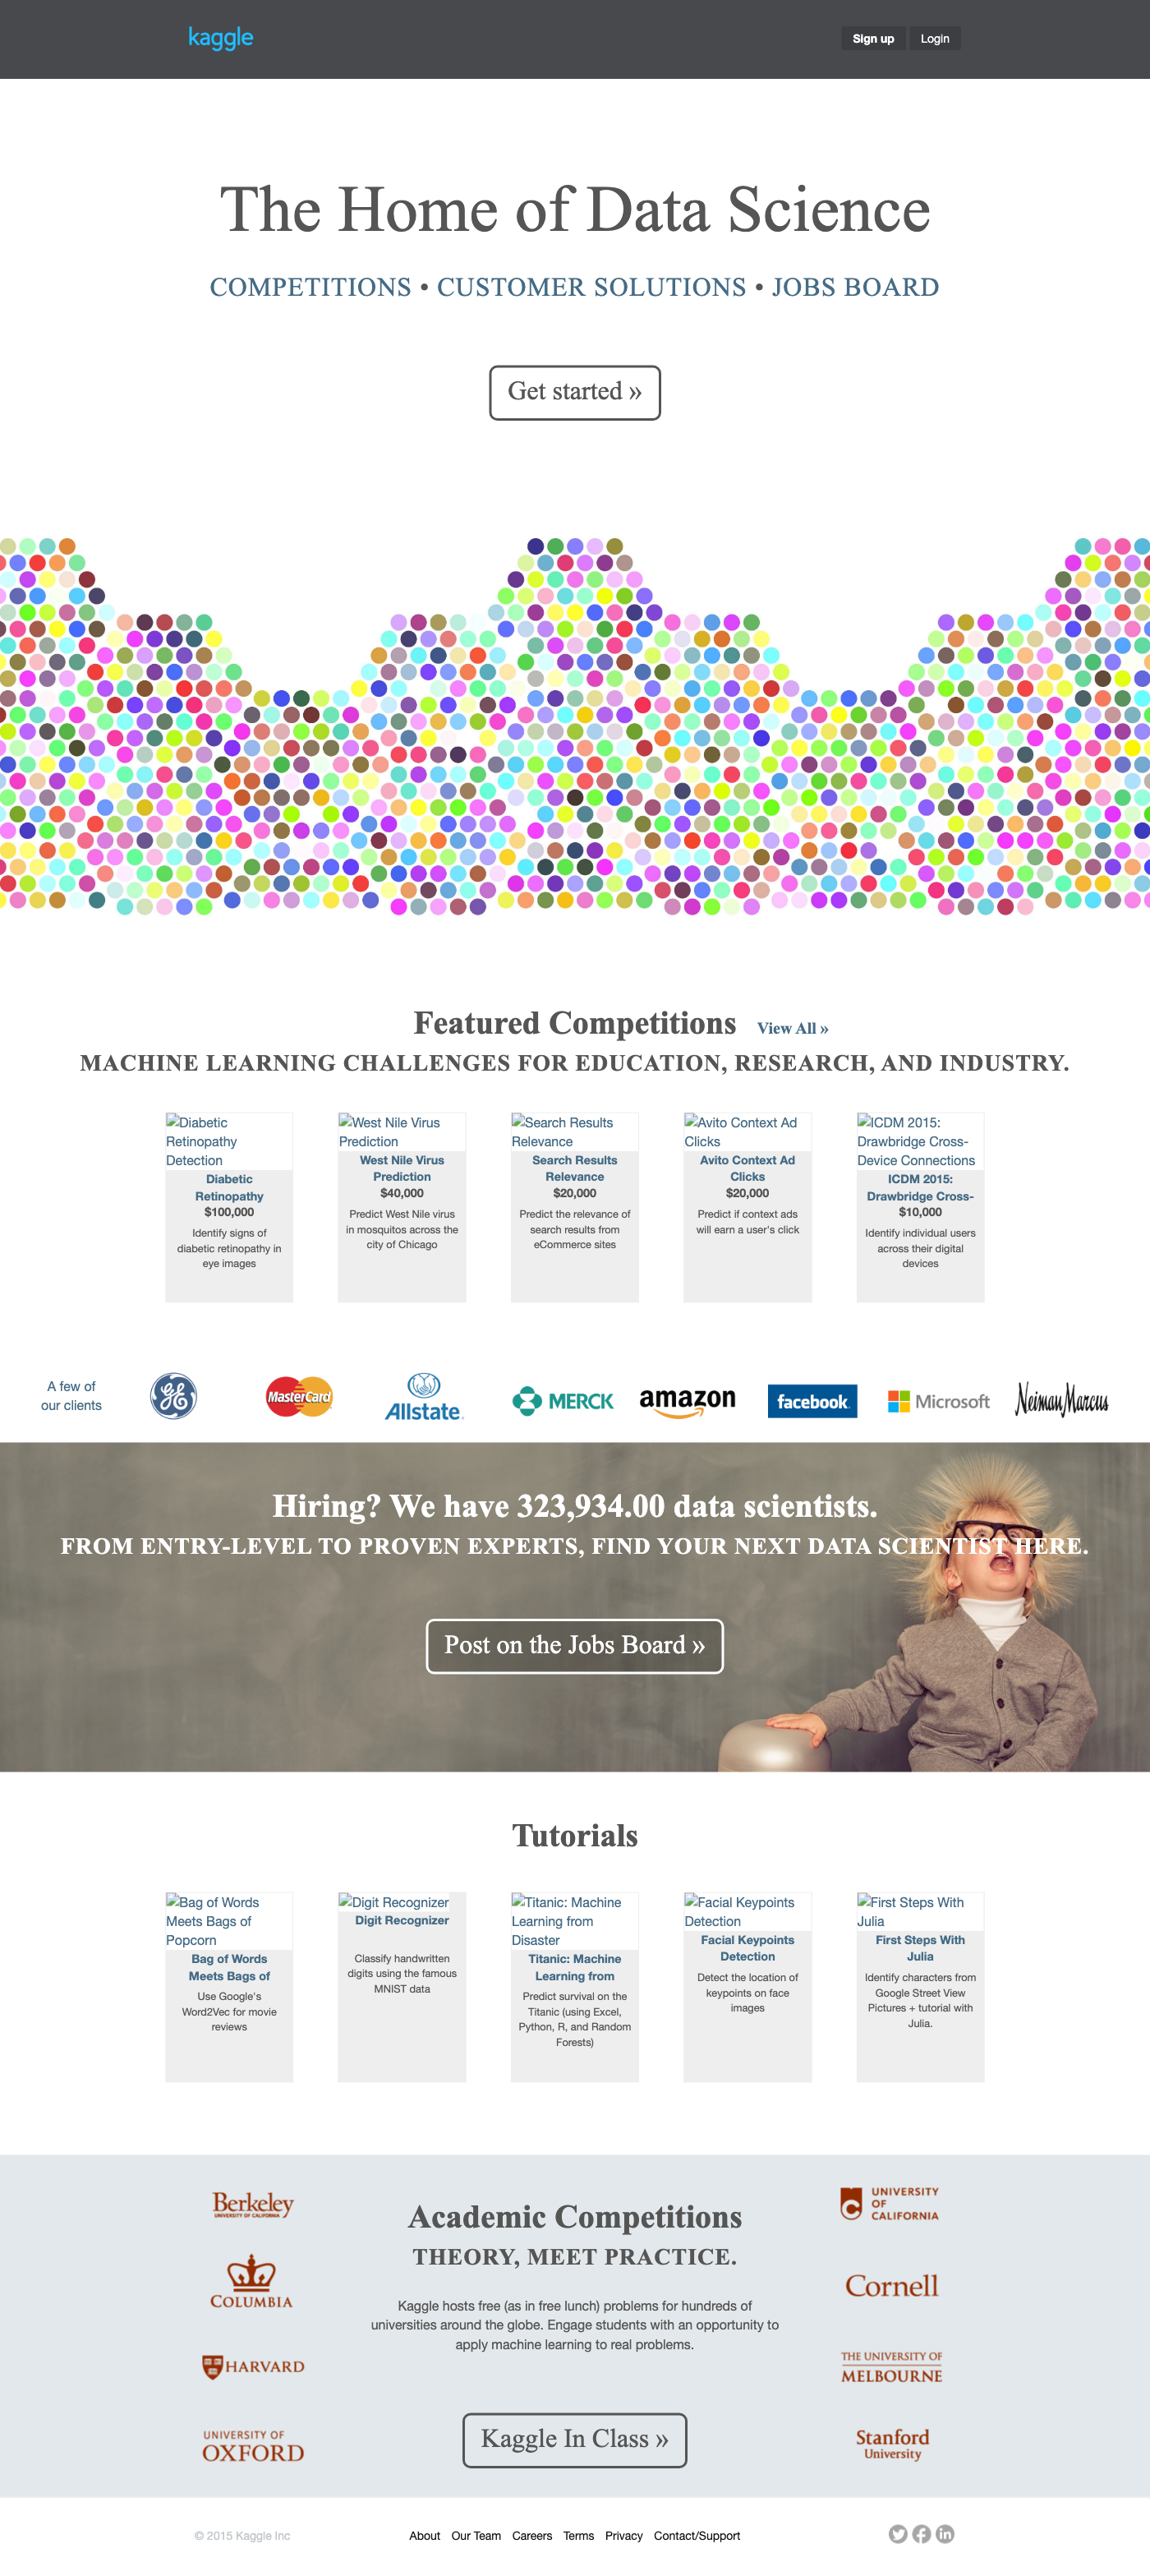 kaggle
Sign up
Login
The Home of Data Science
COMPETITIONS • CUSTOMER SOLUTIONS • JOBS BOARD
Get started »
Featured Competitions View All »
MACHINE LEARNING CHALLENGES FOR EDUCATION, RESEARCH, AND INDUSTRY.
Diabetic
Retinopathy
Detection
Diabetic
Retinopathy
$100,000
Identify signs of
diabetic retinopathy in
eye images
West Nile Virus
Prediction
West Nile Virus
Prediction
$40,000
Predict West Nile virus
in mosquitos across the
city of Chicago
Search Results
Relevance
Search Results
Relevance
$20,000
Predict the relevance of
search results from
eCommerce sites
Avito Context Ad
Clicks
Avito Context Ad
Clicks
$20,000
Predict if context ads
will earn a user's click
ICDM 2015:
Drawbridge Cross-
Device Connections
ICDM 2015:
Drawbridge Cross-
$10,000
Identify individual users
across their digital
devices
A few of
our clients
GE
MasterCard
Allstate
MERCK
amazon
facebook
Microsoft
Neiman Marcus
Hiring? We have 323,934.00 data scientists.
FROM ENTRY-LEVEL TO PROVEN EXPERTS, FIND YOUR NEXT DATA SCIENTIST HERE.
Post on the Jobs Board »
Tutorials
Bag of Words
Meets Bags of
Popcorn
Bag of Words
Meets Bags of
Use Google's
Word2Vec for movie
reviews
Digit Recognizer
Digit Recognizer
Classify handwritten
digits using the famous
MNIST data
Titanic: Machine
Learning from
Disaster
Titanic: Machine
Learning from
Predict survival on the
Titanic (using Excel,
Python, R, and Random
Forests)
Facial Keypoints
Detection
Facial Keypoints
Detection
Detect the location of
keypoints on face
images
First Steps With
Julia
First Steps With
Julia
Identify characters from
Google Street View
Pictures + tutorial with
Julia.
Berkeley
UNIVERSITY OF CALIFORNIA
COLUMBIA
HARVARD
UNIVERSITY OF
OXFORD
Academic Competitions
THEORY, MEET PRACTICE.
Kaggle hosts free (as in free lunch) problems for hundreds of
universities around the globe. Engage students with an opportunity to
apply machine learning to real problems.
Kaggle In Class »
UNIVERSITY
OF
CALIFORNIA
Cornell
THE UNIVERSITY OF
MELBOURNE
Stanford
University
© 2015 Kaggle Inc
About Our Team Careers Terms Privacy Contact/Support